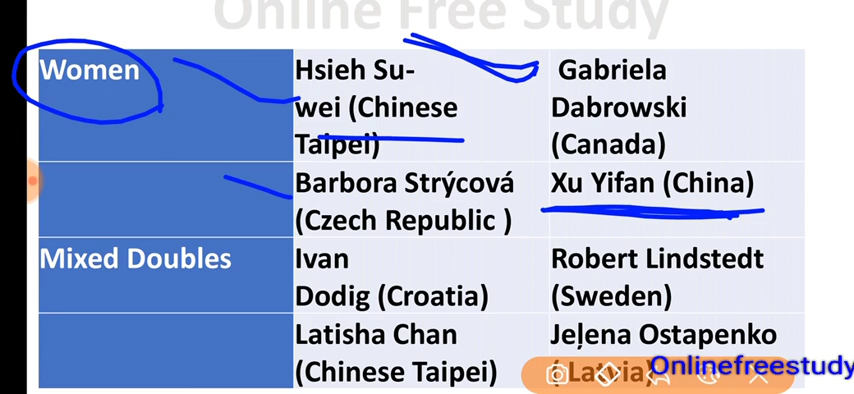 Online Free Study
Women
Hsieh Su-
wei (Chinese
Taipei)
Gabriela
Dabrowski
(Canada)
Barbora Strýcová
(Czech Republic )
Xu Yifan (China)
Mixed Doubles
Ivan
Dodig (Croatia)
Robert Lindstedt
(Sweden)
Latisha Chan
(Chinese Taipei)
Jeļena Ostapenko
(Latvia)
Onlinefreestudy